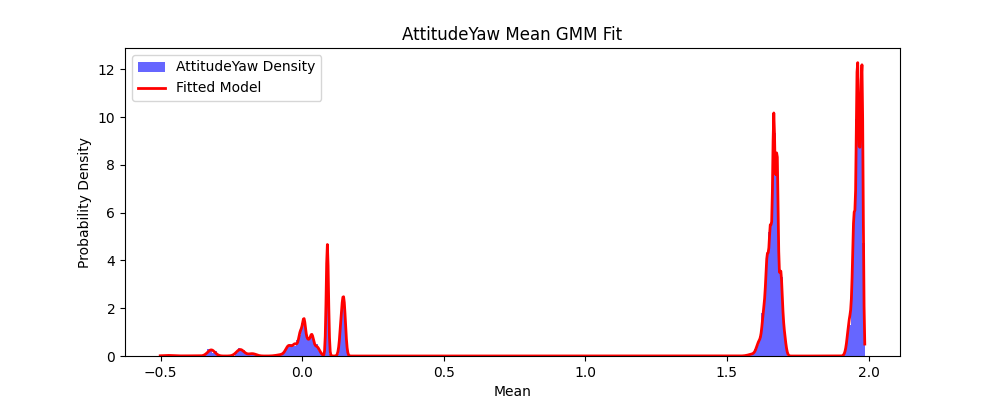 AttitudeYaw Mean GMM Fit
AttitudeYaw Density
Fitted Model
Probability Density
12
10
8
6
4
2
0
−0.5 0.0 0.5 1.0 1.5 2.0
Mean